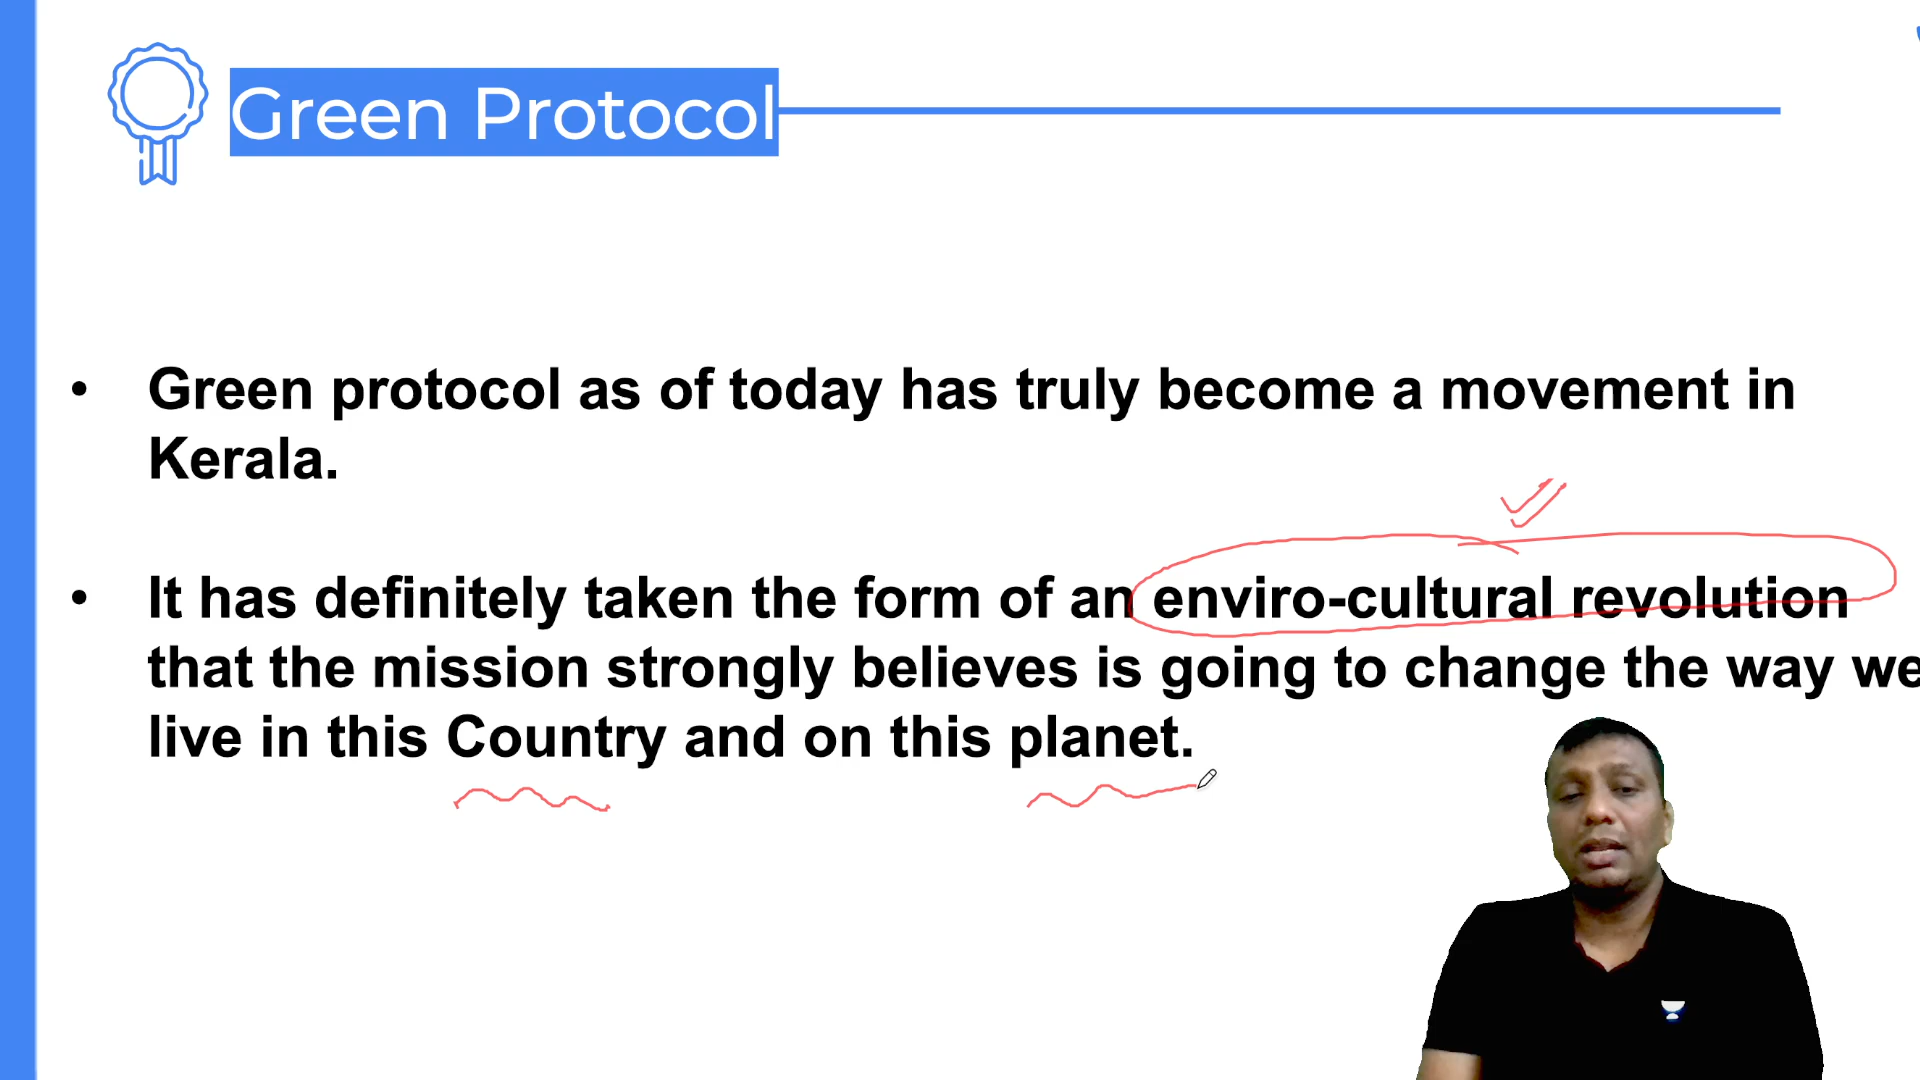 Green Protocol
• Green protocol as of today has truly become a movement in
Kerala.
• It has definitely taken the form of an enviro-cultural revolution
that the mission strongly believes is going to change the way we
live in this Country and on this planet.